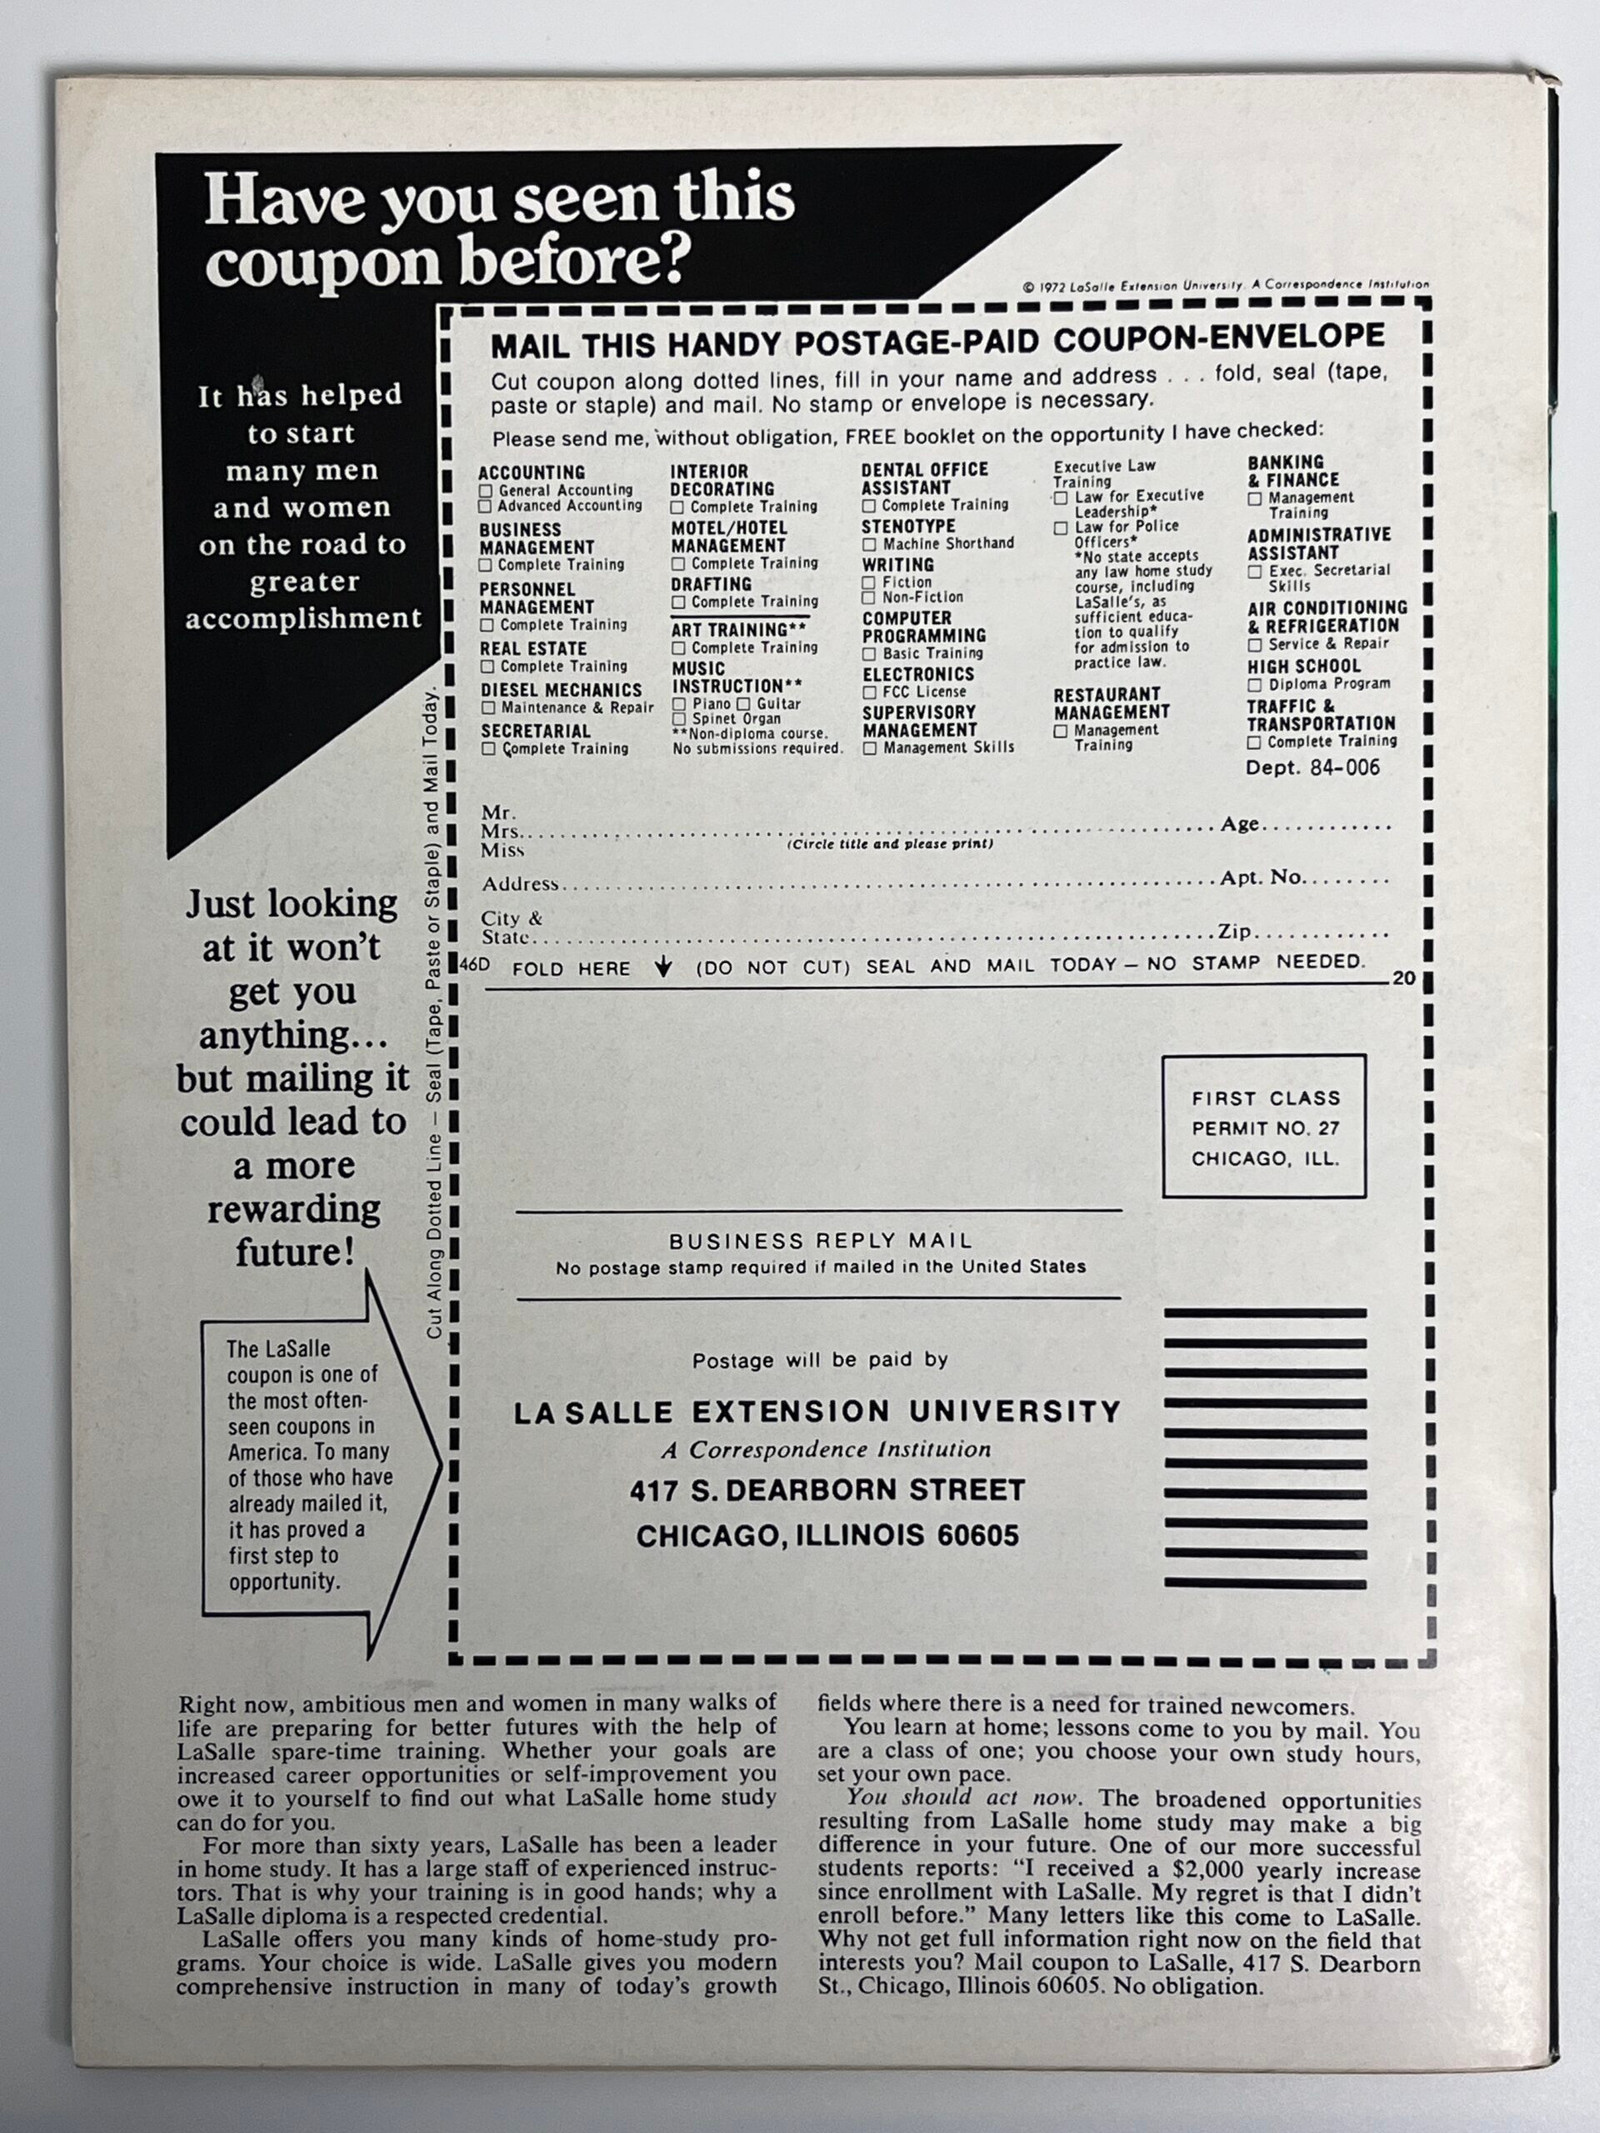 Have you seen this
coupon before?
It has helped
to start
many men
and women
on the road to
greater
accomplishment
Just looking
at it won't
get you
anything...
but mailing it
could lead to
a more
rewarding
future!
The LaSalle
coupon is one of
the most often-
seen coupons in
America. To many
of those who have
already mailed it,
it has proved a
first step to
opportunity.
Cut Along Dotted Line — Seal (Tape, Paste or Staple) and Mail Today.
© 1972 LaSalle Extension University. A Correspondence Institution
MAIL THIS HANDY POSTAGE-PAID COUPON-ENVELOPE
Cut coupon along dotted lines, fill in your name and address . . . fold, seal (tape,
paste or staple) and mail. No stamp or envelope is necessary.
Please send me, without obligation, FREE booklet on the opportunity I have checked:
ACCOUNTING
☐ General Accounting
☐ Advanced Accounting
BUSINESS
MANAGEMENT
☐ Complete Training
PERSONNEL
MANAGEMENT
☐ Complete Training
REAL ESTATE
☐ Complete Training
DIESEL MECHANICS
☐ Maintenance & Repair
SECRETARIAL
☐ Complete Training
INTERIOR
DECORATING
☐ Complete Training
MOTEL/HOTEL
MANAGEMENT
☐ Complete Training
DRAFTING
☐ Complete Training
ART TRAINING**
☐ Complete Training
MUSIC
INSTRUCTION**
☐ Piano ☐ Guitar
☐ Spinet Organ
**Non-diploma course.
No submissions required.
DENTAL OFFICE
ASSISTANT
☐ Complete Training
STENOTYPE
☐ Machine Shorthand
WRITING
☐ Fiction
☐ Non-Fiction
COMPUTER
PROGRAMMING
☐ Basic Training
ELECTRONICS
☐ FCC License
SUPERVISORY
MANAGEMENT
☐ Management Skills
Executive Law
Training
☐ Law for Executive
Leadership*
☐ Law for Police
Officers*
*No state accepts
any law home study
course, including
LaSalle's, as
sufficient educa-
tion to qualify
for admission to
practice law.
RESTAURANT
MANAGEMENT
☐ Management
Training
BANKING
& FINANCE
☐ Management
Training
ADMINISTRATIVE
ASSISTANT
☐ Exec. Secretarial
Skills
AIR CONDITIONING
& REFRIGERATION
☐ Service & Repair
HIGH SCHOOL
☐ Diploma Program
TRAFFIC &
TRANSPORTATION
☐ Complete Training
Dept. 84-006
Mr.
Mrs. Age
Miss (Circle title and please print)
Address Apt. No.
City &
State Zip
46D FOLD HERE ↓ (DO NOT CUT) SEAL AND MAIL TODAY — NO STAMP NEEDED.
20
FIRST CLASS
PERMIT NO. 27
CHICAGO, ILL.
BUSINESS REPLY MAIL
No postage stamp required if mailed in the United States
Postage will be paid by
LA SALLE EXTENSION UNIVERSITY
A Correspondence Institution
417 S. DEARBORN STREET
CHICAGO, ILLINOIS 60605
Right now, ambitious men and women in many walks of
life are preparing for better futures with the help of
LaSalle spare-time training. Whether your goals are
increased career opportunities or self-improvement you
owe it to yourself to find out what LaSalle home study
can do for you.
For more than sixty years, LaSalle has been a leader
in home study. It has a large staff of experienced instruc-
tors. That is why your training is in good hands; why a
LaSalle diploma is a respected credential.
LaSalle offers you many kinds of home-study pro-
grams. Your choice is wide. LaSalle gives you modern
comprehensive instruction in many of today's growth
fields where there is a need for trained newcomers.
You learn at home; lessons come to you by mail. You
are a class of one; you choose your own study hours,
set your own pace.
You should act now. The broadened opportunities
resulting from LaSalle home study may make a big
difference in your future. One of our more successful
students reports: "I received a $2,000 yearly increase
since enrollment with LaSalle. My regret is that I didn't
enroll before." Many letters like this come to LaSalle.
Why not get full information right now on the field that
interests you? Mail coupon to LaSalle, 417 S. Dearborn
St., Chicago, Illinois 60605. No obligation.